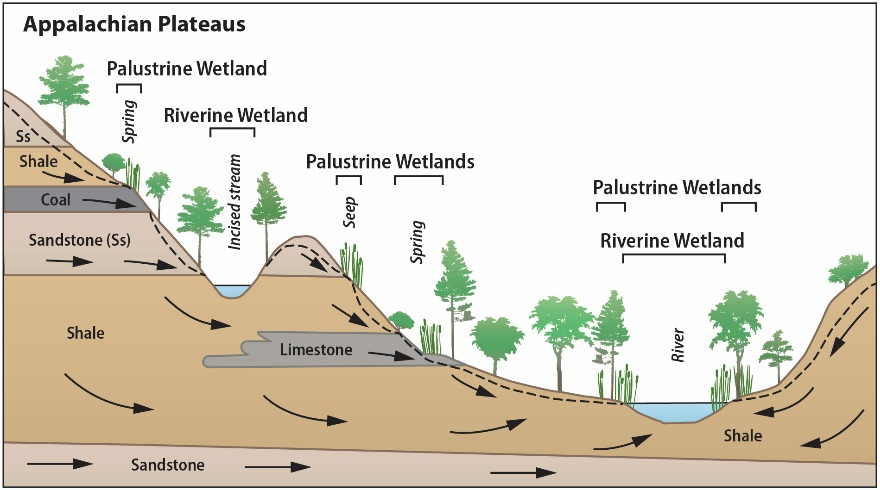 Appalachian Plateaus
Palustrine Wetland
Spring
Riverine Wetland
Incised stream
Palustrine Wetlands
Seep
Spring
Palustrine Wetlands
Riverine Wetland
River
Ss
Shale
Coal
Sandstone (Ss)
Shale
Limestone
Shale
Sandstone